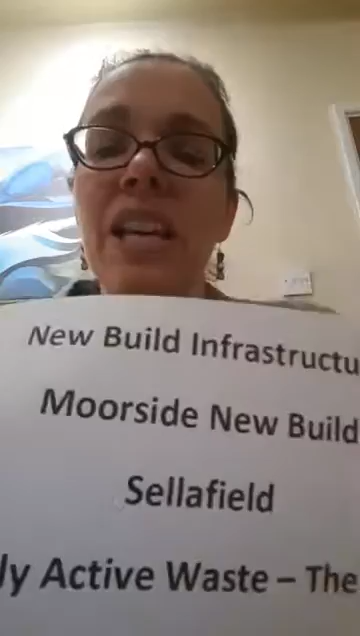 New Build Infrastructu
Moorside New Build
Sellafield
ly Active Waste – The